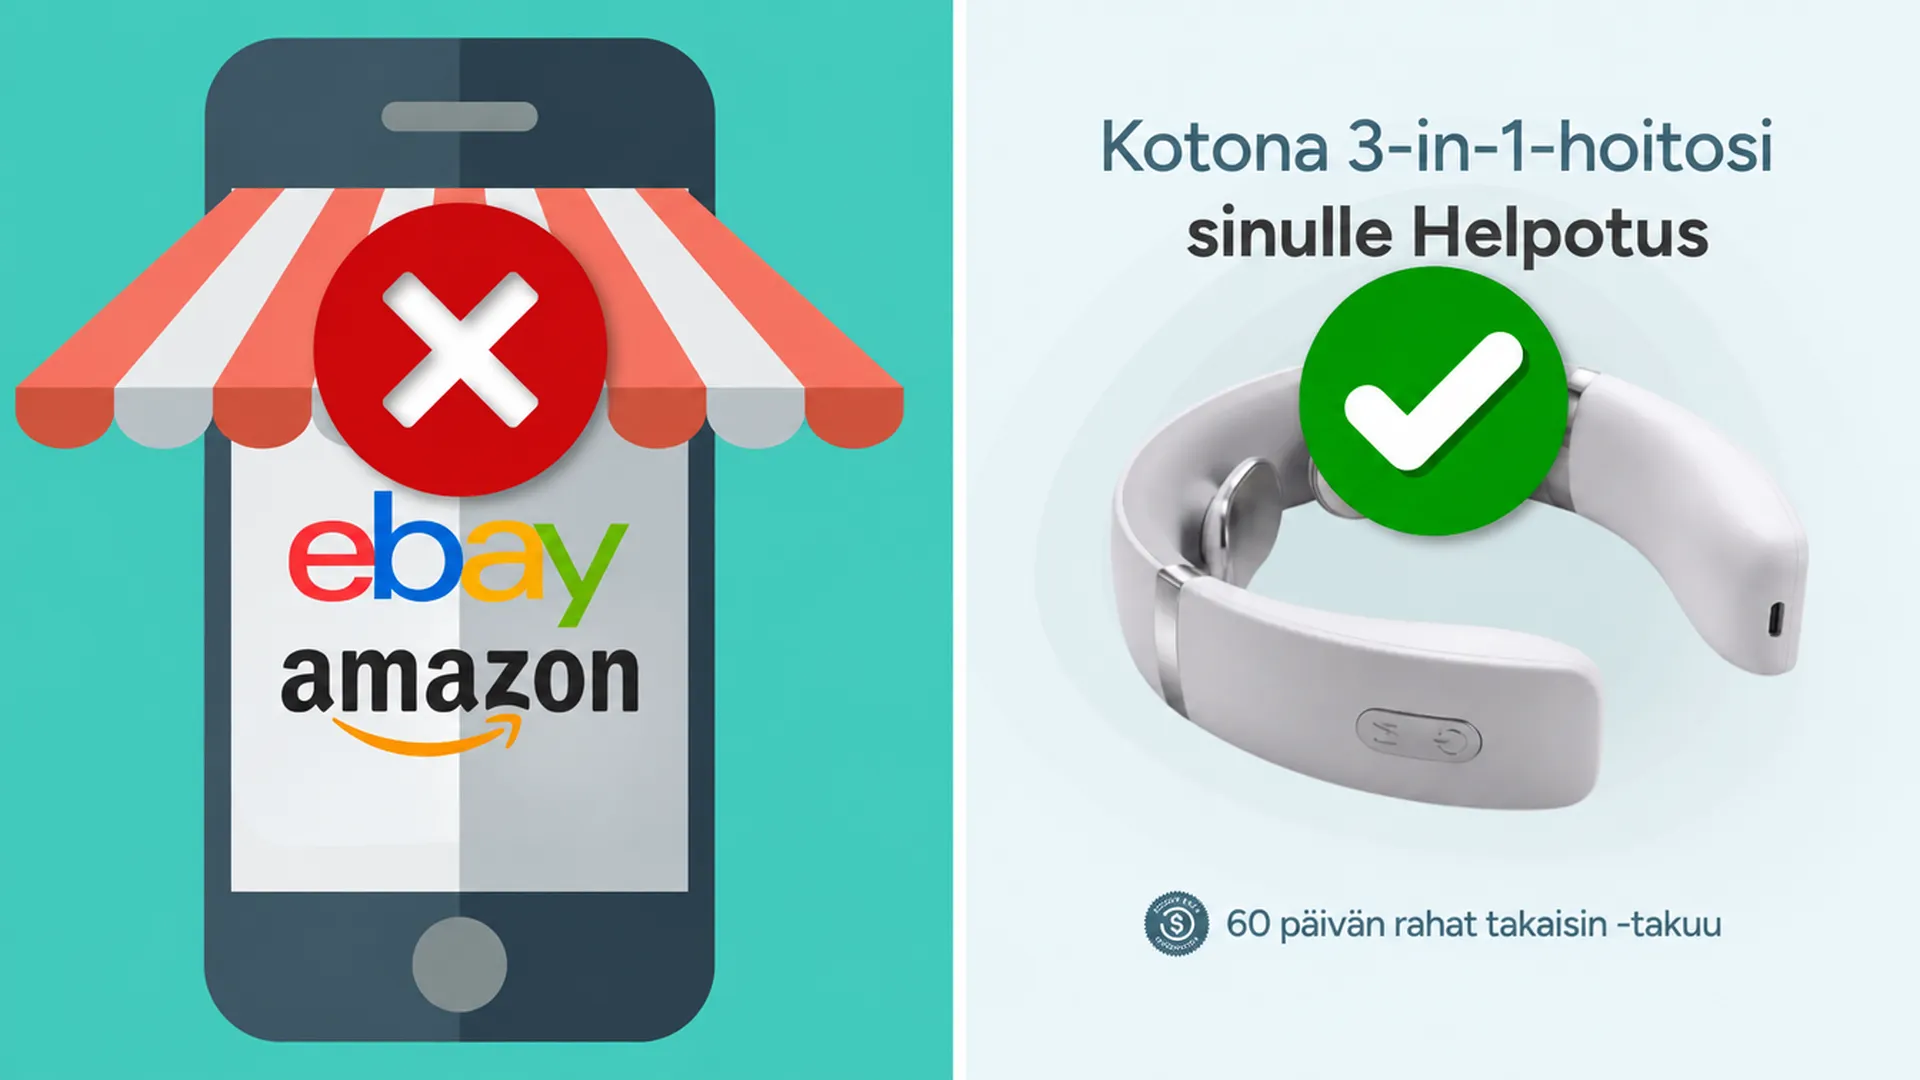 ebay
amazon
Kotona 3-in-1-hoitosi
sinulle Helpotus
60 päivän rahat takaisin -takuu